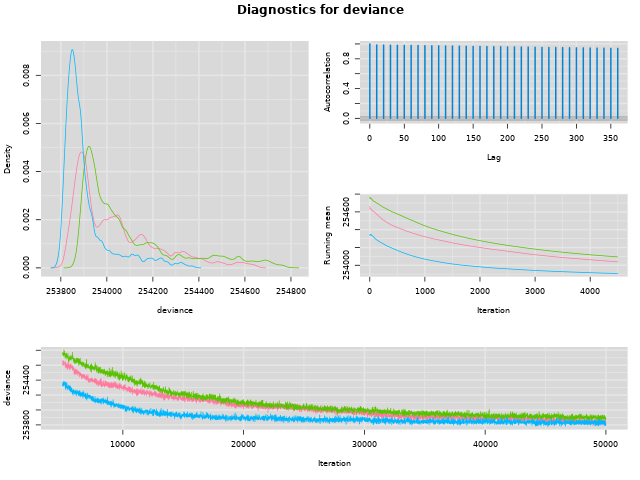 Diagnostics for deviance
Density
0.000 0.002 0.004 0.006 0.008
253800 254000 254200 254400 254600 254800
deviance
Autocorrelation
0.0 0.4 0.8
0 50 100 150 200 250 300 350
Lag
Running mean
254000 254600
0 1000 2000 3000 4000
Iteration
deviance
253800 254400
10000 20000 30000 40000 50000
Iteration